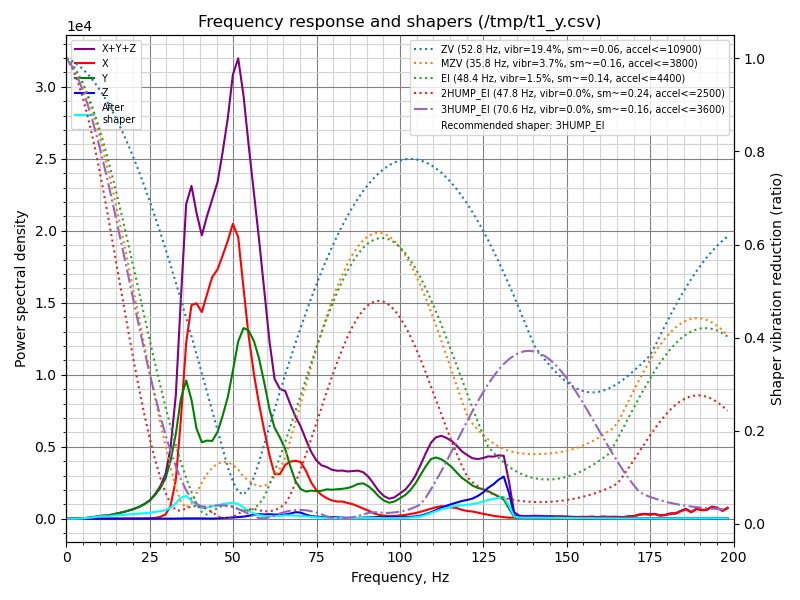 Frequency response and shapers (/tmp/t1_y.csv)
1e4
X+Y+Z
X
Y
Z
After
shaper
ZV (52.8 Hz, vibr=19.4%, sm~=0.06, accel<=10900)
MZV (35.8 Hz, vibr=3.7%, sm~=0.16, accel<=3800)
EI (48.4 Hz, vibr=1.5%, sm~=0.14, accel<=4400)
2HUMP_EI (47.8 Hz, vibr=0.0%, sm~=0.24, accel<=2500)
3HUMP_EI (70.6 Hz, vibr=0.0%, sm~=0.16, accel<=3600)
Recommended shaper: 3HUMP_EI
Power spectral density
3.0
2.5
2.0
1.5
1.0
0.5
0.0
1.0
0.8
0.6
0.4
0.2
0.0
Shaper vibration reduction (ratio)
0 25 50 75 100 125 150 175 200
Frequency, Hz